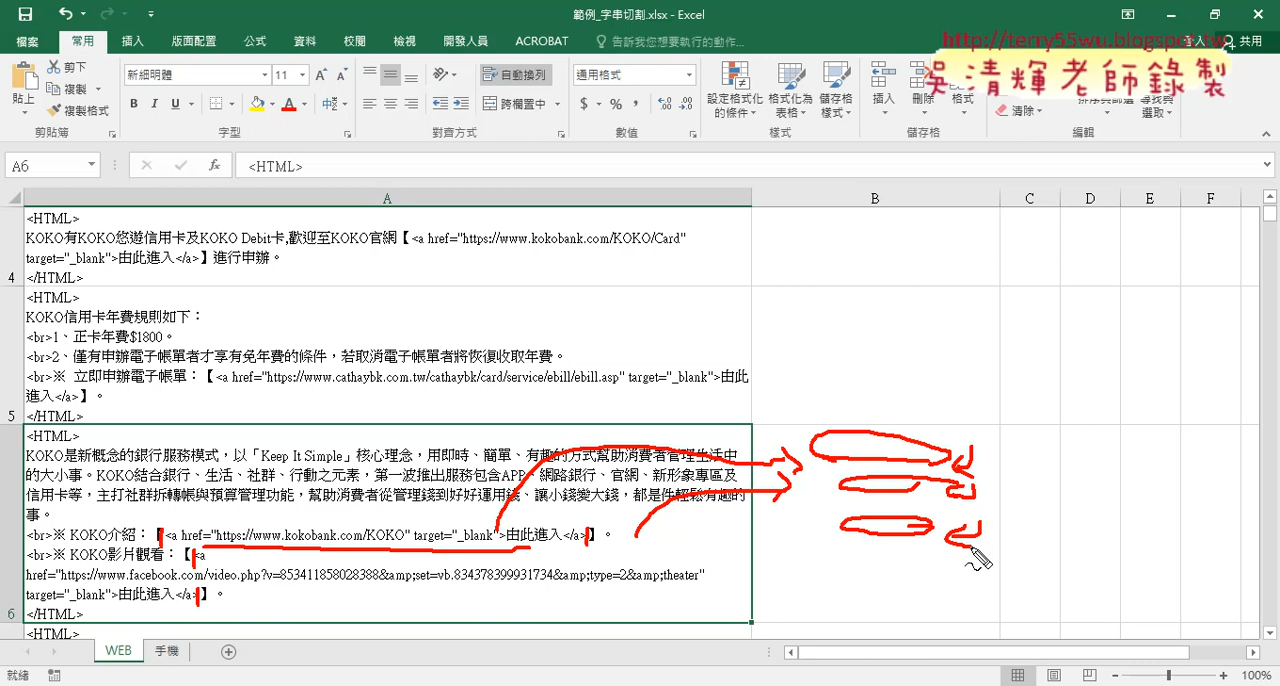 範例_字串切割.xlsx - Excel
http://terry55wu.blogspot.tw
吳清輝老師錄製
檔案 常用 插入 版面配置 公式 資料 校閱 檢視 開發人員 ACROBAT 告訴我您想要執行的動作... 登入 共用
剪下
複製
複製格式
貼上
新細明體 11
自動換列
跨欄置中
通用格式
設定格式化的條件
格式化為表格
儲存格樣式
插入 刪除 格式
清除
排序與篩選 尋找與選取
剪貼簿 字型 對齊方式 數值 樣式 儲存格 編輯
A6 fx <HTML>
A B C D E F
<HTML>
KOKO有KOKO您遊信用卡及KOKO Debit卡,歡迎至KOKO官網【<a href="https://www.kokobank.com/KOKO/Card"
target="_blank">由此進入</a>】進行申辦。
4 </HTML>
<HTML>
KOKO信用卡年費規則如下：
<br>1、正卡年費$1800。
<br>2、僅有申辦電子帳單者才享有免年費的條件，若取消電子帳單者將恢復收取年費。
<br>※ 立即申辦電子帳單：【<a href="https://www.cathaybk.com.tw/cathaybk/card/service/ebill/ebill.asp" target="_blank">由此
進入</a>】。
5 </HTML>
<HTML>
KOKO是新概念的銀行服務模式，以「Keep It Simple」核心理念，用即時、簡單、有趣的方式幫助消費者管理生活中
的大小事。KOKO結合銀行、生活、社群、行動之元素，第一波推出服務包含APP、網路銀行、官網、新形象專區及
信用卡等，主打社群網轉帳與預算管理功能，幫助消費者從管理錢到好好運用錢、讓小錢變大錢，都是件輕鬆有趣的
事。
<br>※ KOKO介紹：【<a href="https://www.kokobank.com/KOKO" target="_blank">由此進入</a>】。
<br>※ KOKO影片觀看：【<a
href="https://www.facebook.com/video.php?v=853411858028388&amp;set=vb.834378399931734&amp;type=2&amp;theater"
target="_blank">由此進入</a>】。
6 </HTML>
<HTML>
WEB 手機
就緒 100%